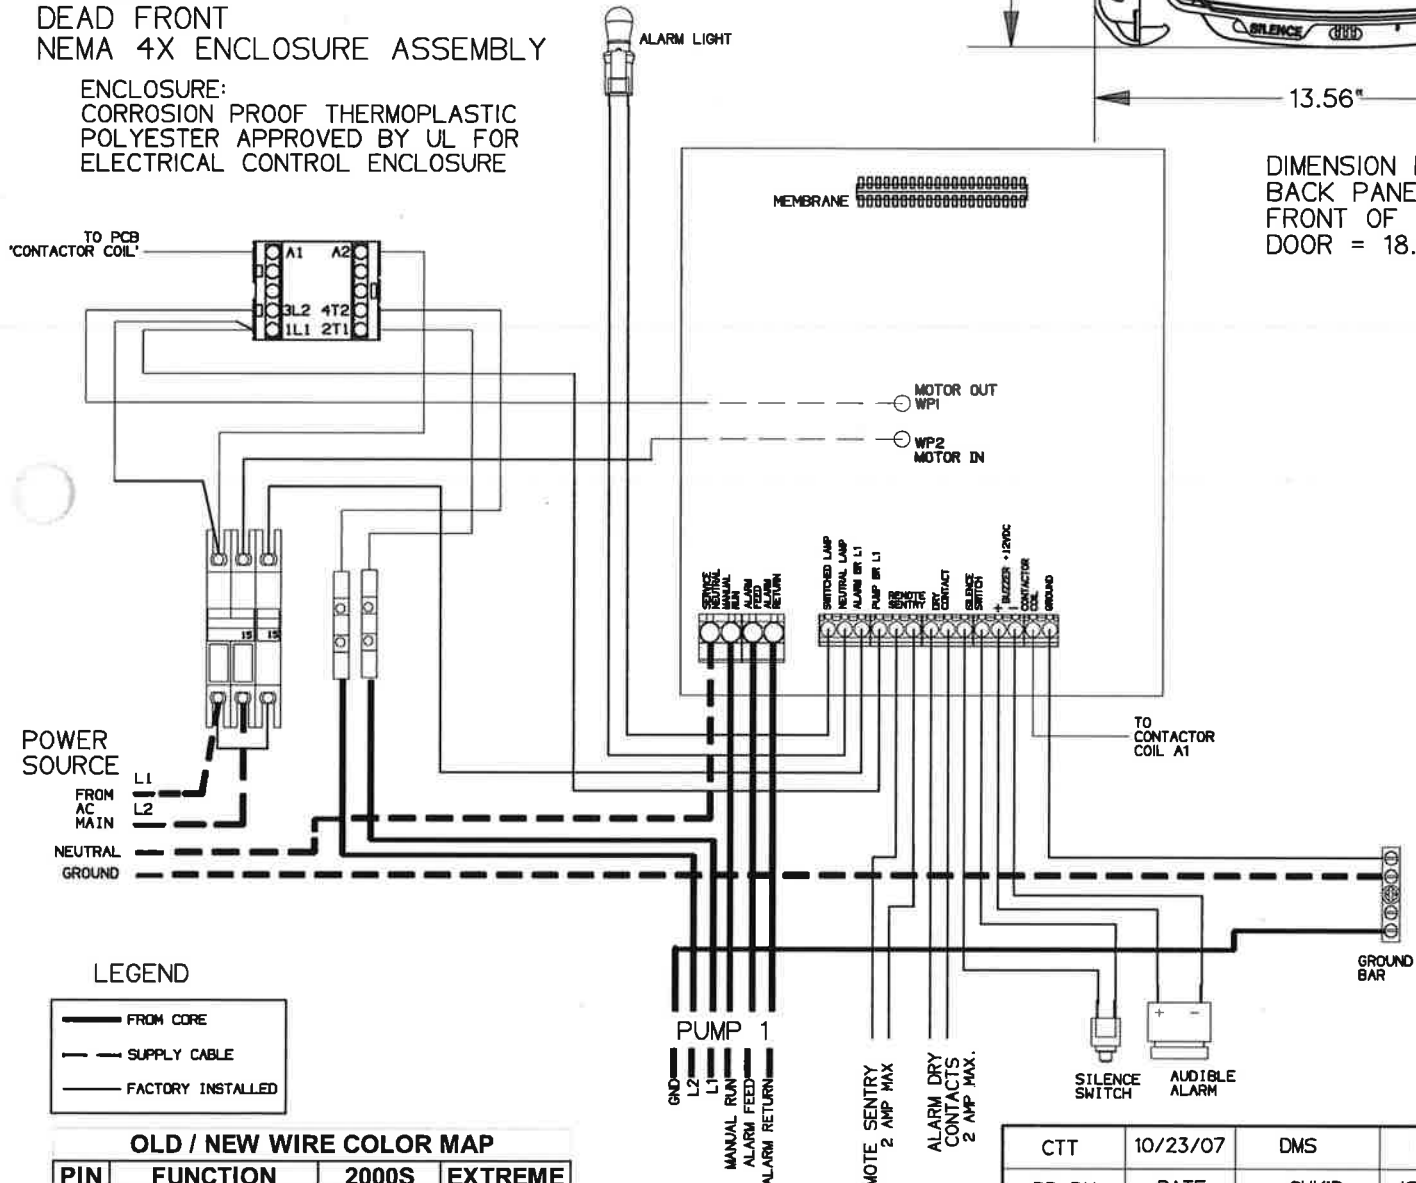 DEAD FRONT
NEMA 4X ENCLOSURE ASSEMBLY
ENCLOSURE:
CORROSION PROOF THERMOPLASTIC
POLYESTER APPROVED BY UL FOR
ELECTRICAL CONTROL ENCLOSURE
ALARM LIGHT
SILENCE
13.56"
DIMENSION
BACK PANE
FRONT OF
DOOR = 18.
MEMBRANE
TO PCB
"CONTACTOR COIL"
A1 A2
3L2 4T2
1L1 2T1
MOTOR OUT
WP1
WP2
MOTOR IN
SERVICE
NEUTRAL
MANUAL
RUN
ALARM
FEED
ALARM
RETURN
SWITCHED LAMP
NEUTRAL LAMP
ALARM BR L1
PUMP BR L1
REMOTE
SENTRY
DRY
CONTACT
SILENCE
SWITCH
+ BUZZER +12VDC
-
CONTACTOR
COIL
GROUND
15 15
POWER
SOURCE
L1
FROM
AC
MAIN
L2
NEUTRAL
GROUND
TO
CONTACTOR
COIL A1
GROUND
BAR
LEGEND
FROM CORE
SUPPLY CABLE
FACTORY INSTALLED
PUMP 1
GND
L2
L1
MANUAL RUN
ALARM FEED
ALARM RETURN
MOTE SENTRY
2 AMP MAX
ALARM DRY
CONTACTS
2 AMP MAX.
+ -
SILENCE
SWITCH
AUDIBLE
ALARM
OLD / NEW WIRE COLOR MAP
PIN FUNCTION 2000S EXTREME
CTT 10/23/07 DMS
DATE